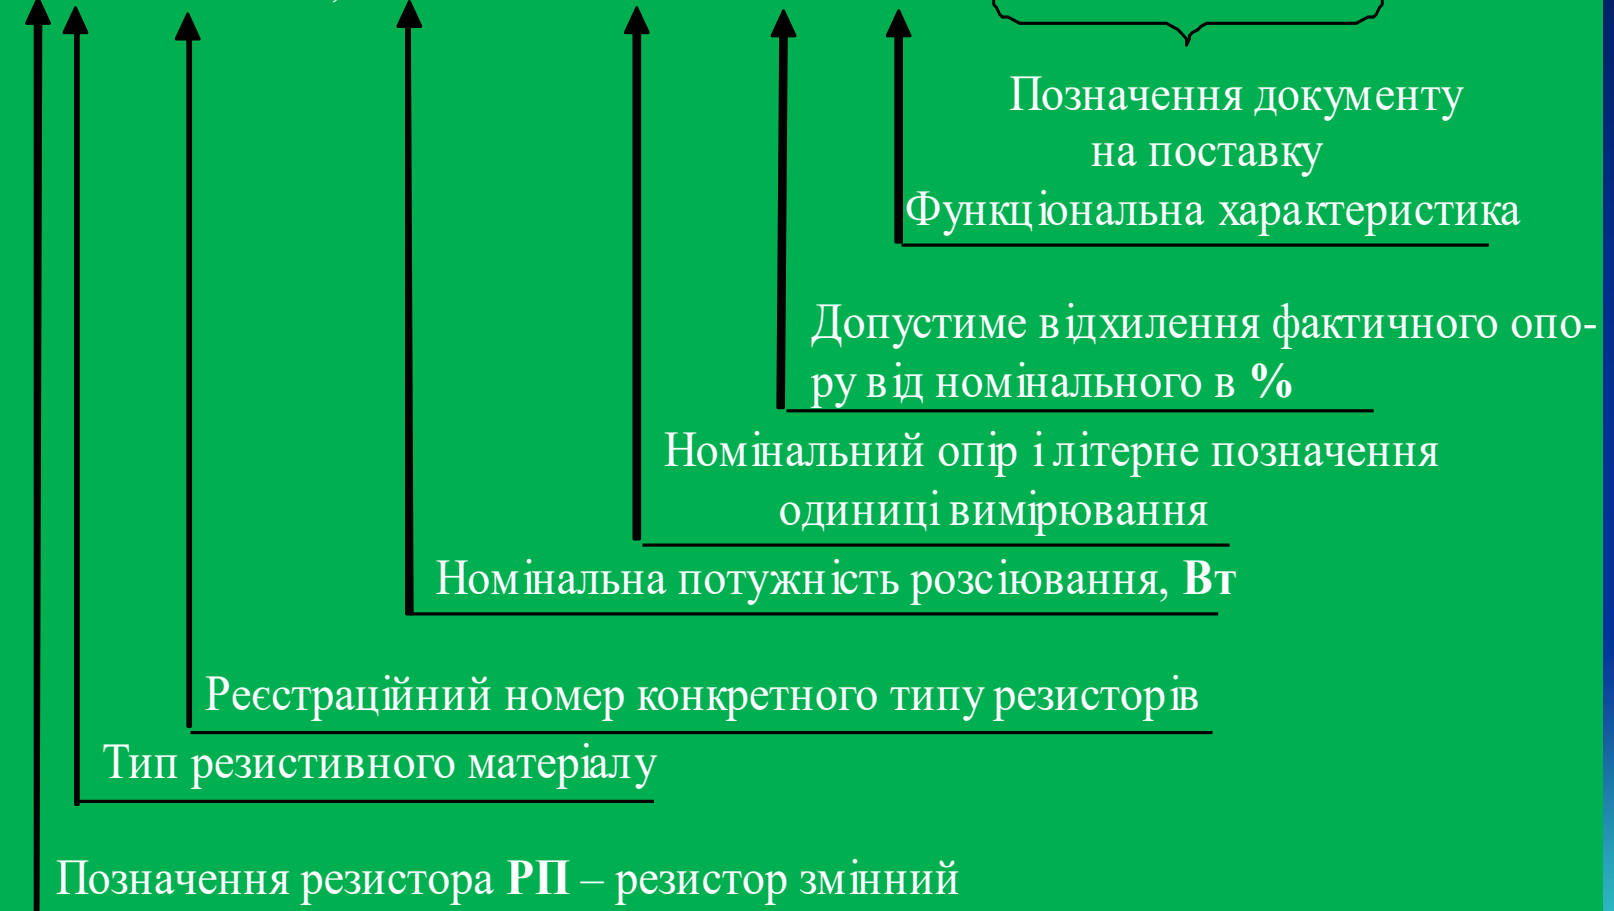 Позначення документу
на поставку
Функціональна характеристика
Допустиме відхилення фактичного опо-
ру від номінального в %
Номінальний опір і літерне позначення
одиниці вимірювання
Номінальна потужність розсіювання, Вт
Реєстраційний номер конкретного типу резисторів
Тип резистивного матеріалу
Позначення резистора РП – резистор змінний